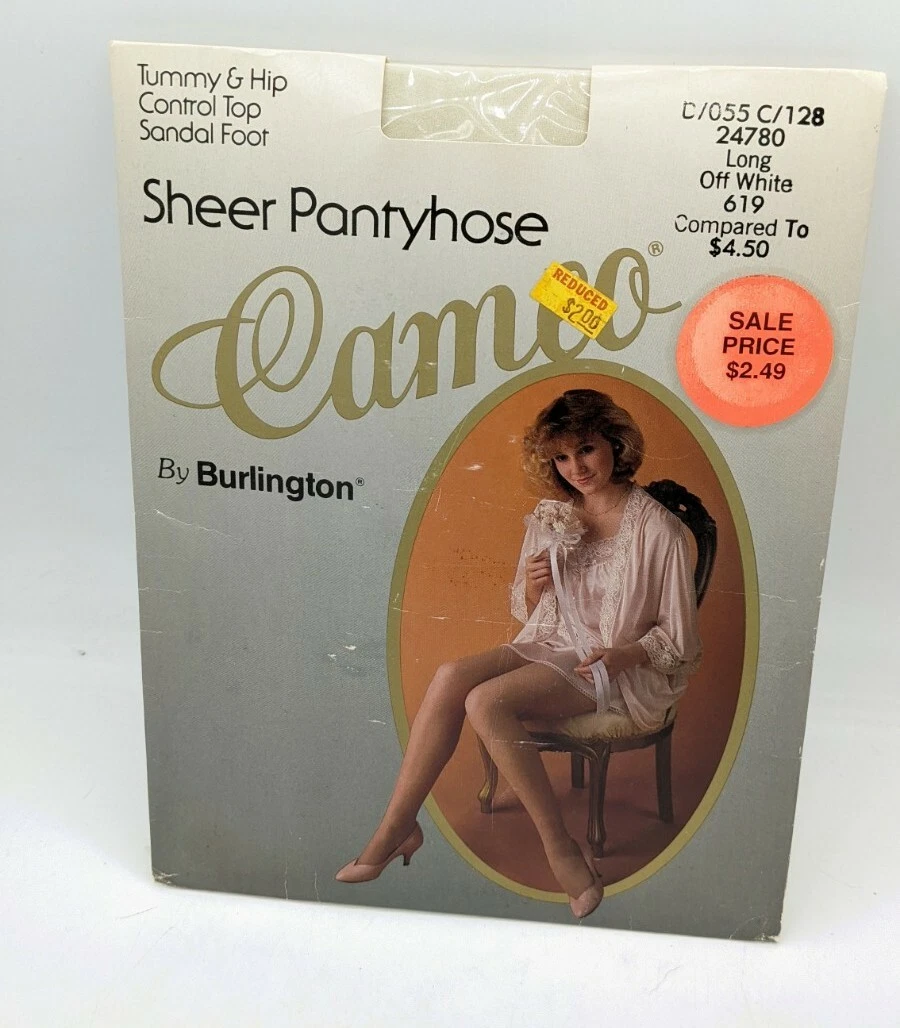 Tummy & Hip
Control Top
Sandal Foot
Sheer Pantyhose
Cameo®
By Burlington®
D/055 C/128
24780
Long
Off White
619
Compared To
$4.50
REDUCED
$2.00
SALE
PRICE
$2.49